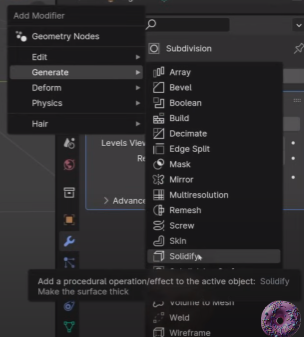 Add Modifier
Geometry Nodes
Edit
Generate
Deform
Physics
Hair
Subdivision
Array
Bevel
Boolean
Build
Decimate
Edge Split
Mask
Mirror
Multiresolution
Remesh
Screw
Skin
Solidify
Levels View
Re
Advance
Add a procedural operation/effect to the active object: Solidify
Make the surface thick
Volume to Mesh
Weld
Wireframe